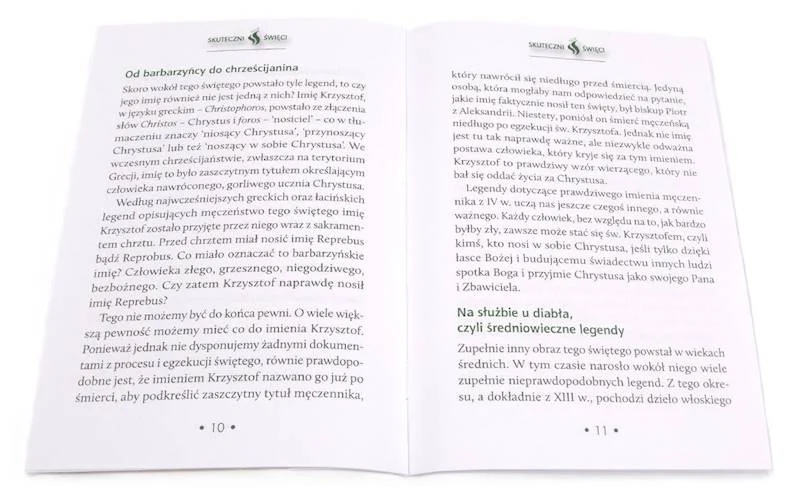 SKUTECZNI ŚWIĘCI
Od barbarzyńcy do chrześcijanina
Skoro wokół tego świętego powstało tyle legend, to czy
jego imię również nie jest jedną z nich? Imię Krzysztof,
w języku greckim – Christophoros, powstało ze złączenia
słów Christos – Chrystus i foros – 'nosiciel' – co w tłu-
maczeniu znaczy 'niosący Chrystusa', 'przynoszący
Chrystusa' lub też 'noszący w sobie Chrystusa'. We
wczesnym chrześcijaństwie, zwłaszcza na terytorium
Grecji, imię to było zaszczytnym tytułem określającym
człowieka nawróconego, gorliwego ucznia Chrystusa.
Według najwcześniejszych greckich oraz łacińskich
legend opisujących męczeństwo tego świętego imię
Krzysztof zostało przyjęte przez niego wraz z sakramen-
tem chrztu. Przed chrztem miał nosić imię Reprebus
bądź Reprobus. Co miało oznaczać to barbarzyńskie
imię? Człowieka złego, grzesznego, niegodziwego,
bezbożnego. Czy zatem Krzysztof naprawdę nosił
imię Reprebus?
Tego nie możemy być do końca pewni. O wiele więk-
szą pewność możemy mieć co do imienia Krzysztof.
Ponieważ jednak nie dysponujemy żadnymi dokumen-
tami z procesu i egzekucji świętego, równie prawdopo-
dobne jest, że imieniem Krzysztof nazwano go już po
śmierci, aby podkreślić zaszczytny tytuł męczennika,
• 10 •
SKUTECZNI ŚWIĘCI
który nawrócił się niedługo przed śmiercią. Jedyną
osobą, która mogłaby nam odpowiedzieć na pytanie,
jakie imię faktycznie nosił ten święty, był biskup Piotr
z Aleksandrii. Niestety, poniósł on śmierć męczeńską
niedługo po egzekucji św. Krzysztofa. Jednak nie imię
jest tu tak naprawdę ważne, ale niezwykle odważna
postawa człowieka, który kryje się za tym imieniem.
Krzysztof to prawdziwy wzór wierzącego, który nie
bał się oddać życia za Chrystusa.
Legendy dotyczące prawdziwego imienia męczen-
nika z IV w. uczą nas jeszcze czegoś innego, a równie
ważnego. Każdy człowiek, bez względu na to, jak bardzo
byłby zły, zawsze może stać się św. Krzysztofem, czyli
kimś, kto nosi w sobie Chrystusa, jeśli tylko dzięki
łasce Bożej i budującemu świadectwu innych ludzi
spotka Boga i przyjmie Chrystusa jako swojego Pana
i Zbawiciela.
Na służbie u diabła,
czyli średniowieczne legendy
Zupełnie inny obraz tego świętego powstał w wiekach
średnich. W tym czasie narosło wokół niego wiele
zupełnie nieprawdopodobnych legend. Z tego okre-
su, a dokładnie z XIII w., pochodzi dzieło włoskiego
• 11 •